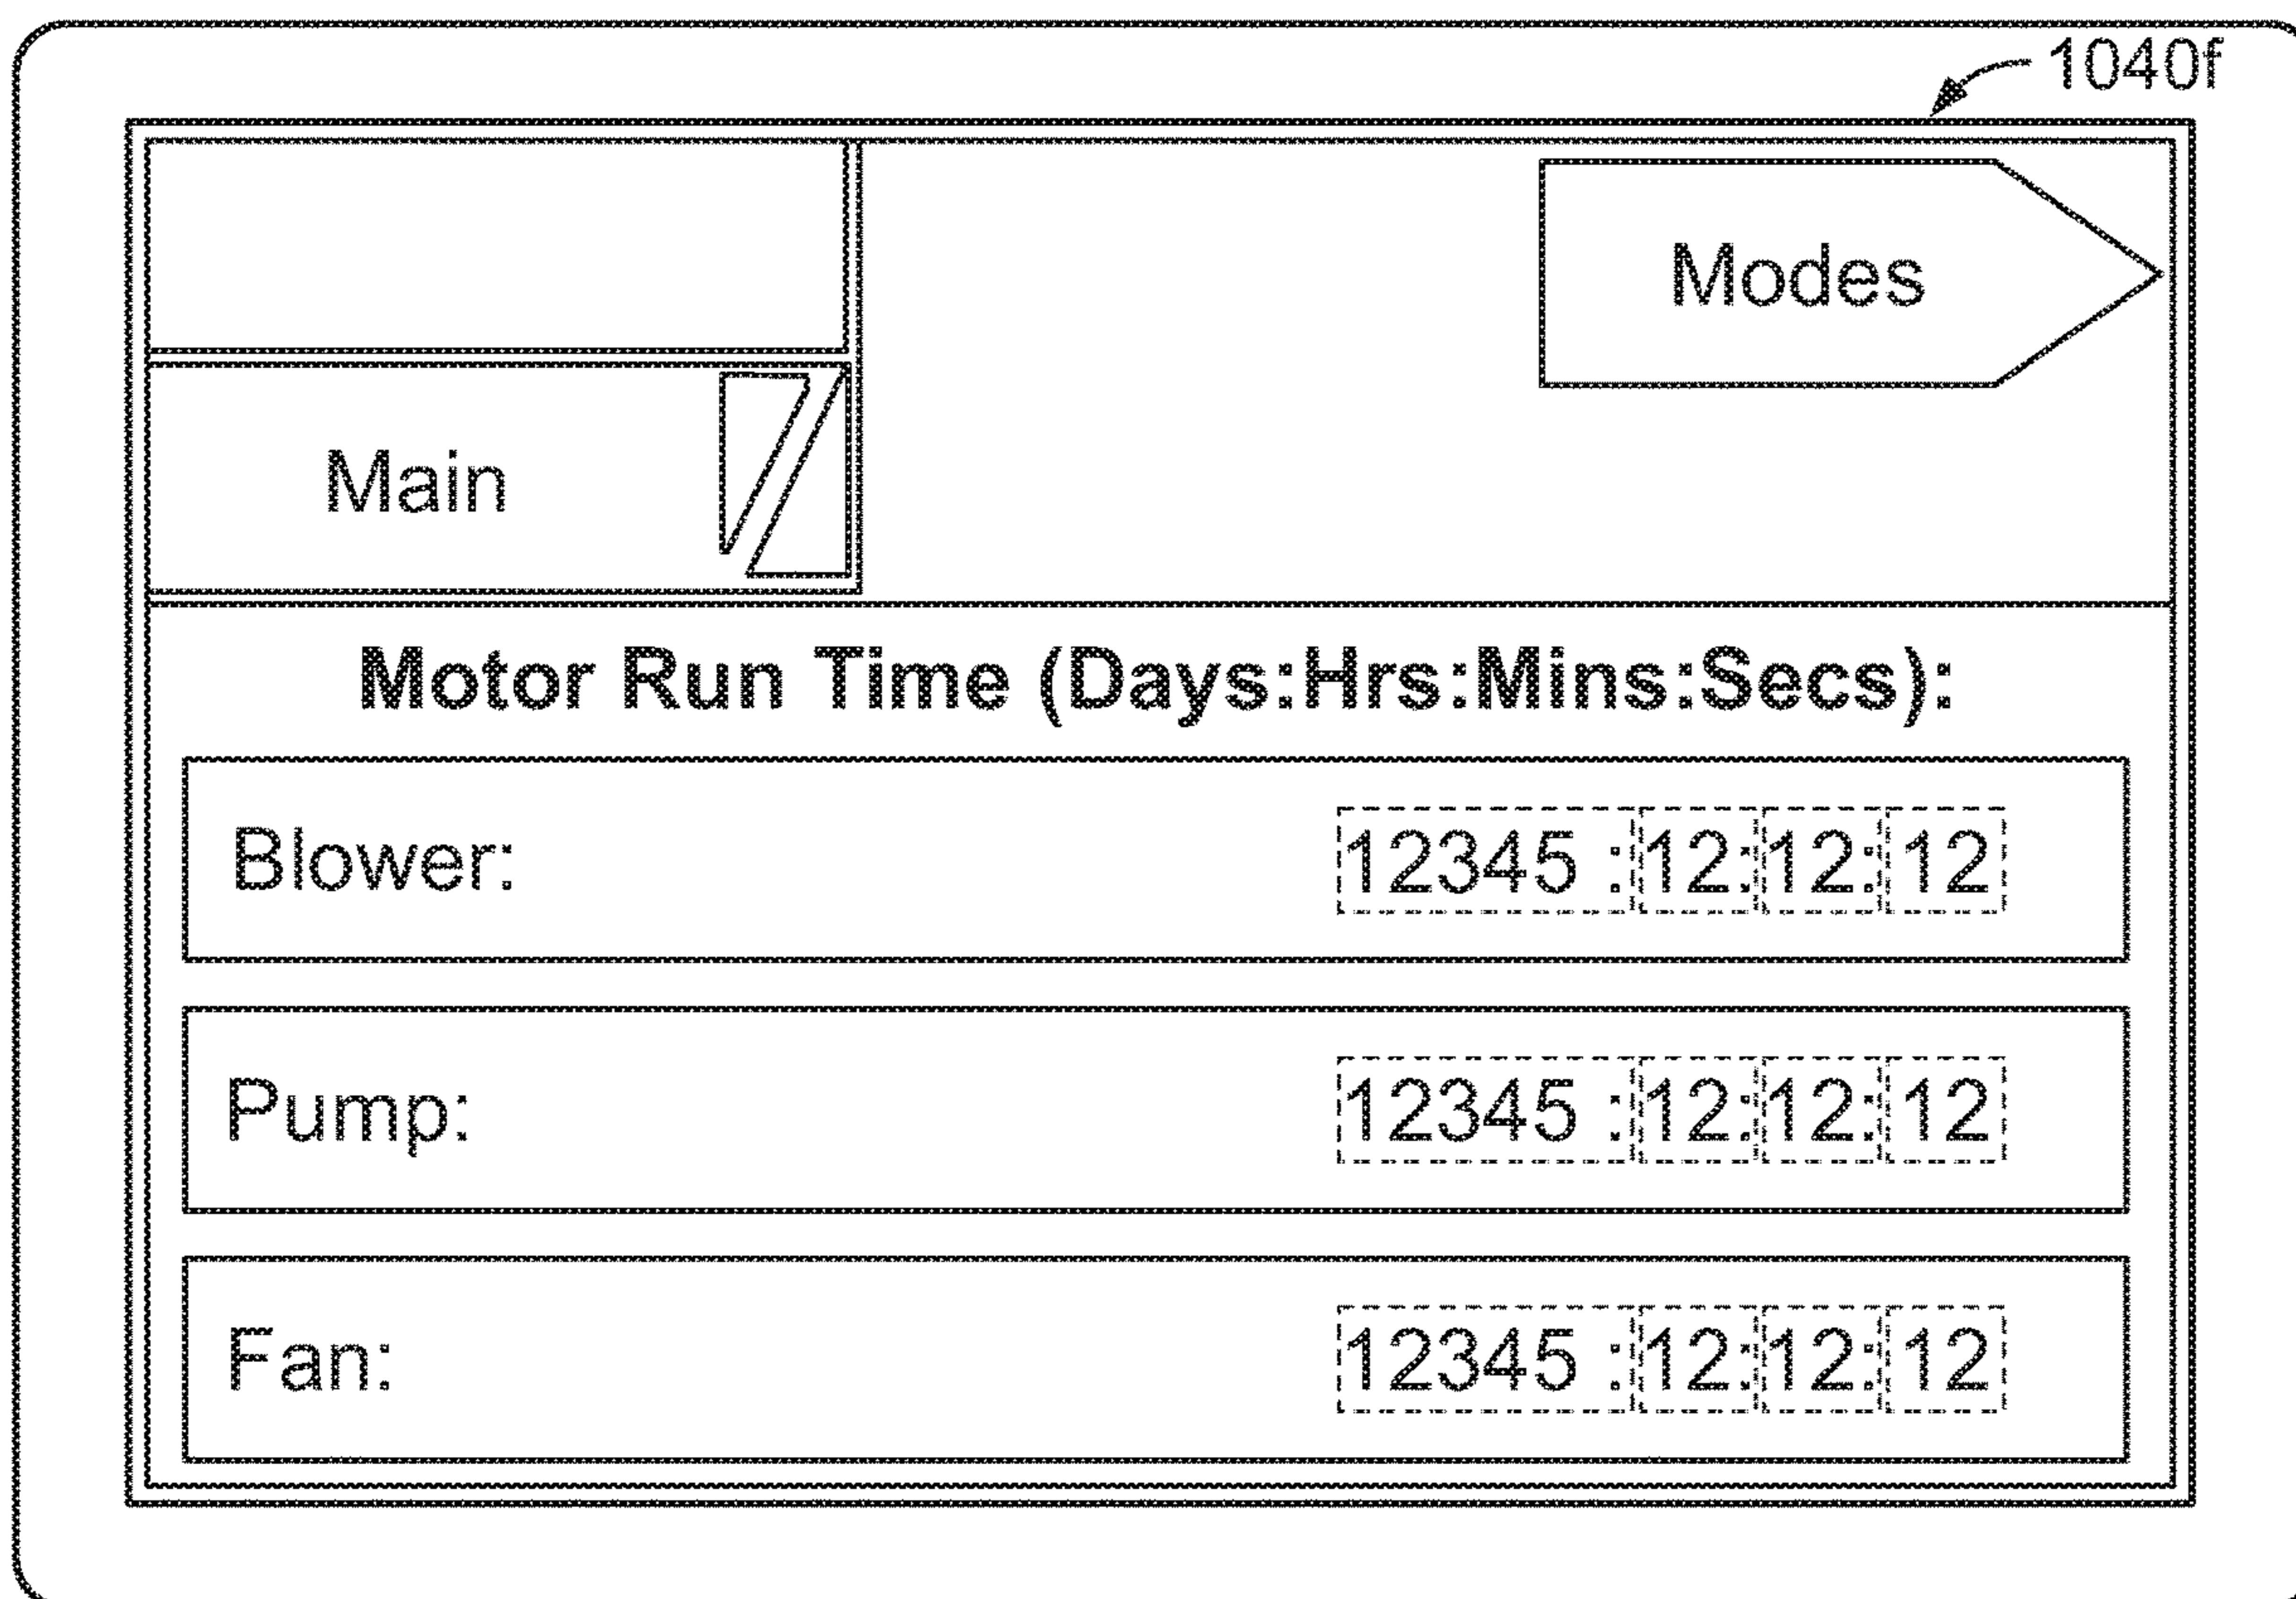 1040f
Modes
Main
Motor Run Time (Days:Hrs:Mins:Secs):
Blower: 12345 :12:12: 12
Pump: 12345 :12:12: 12
Fan: 12345 :12:12: 12